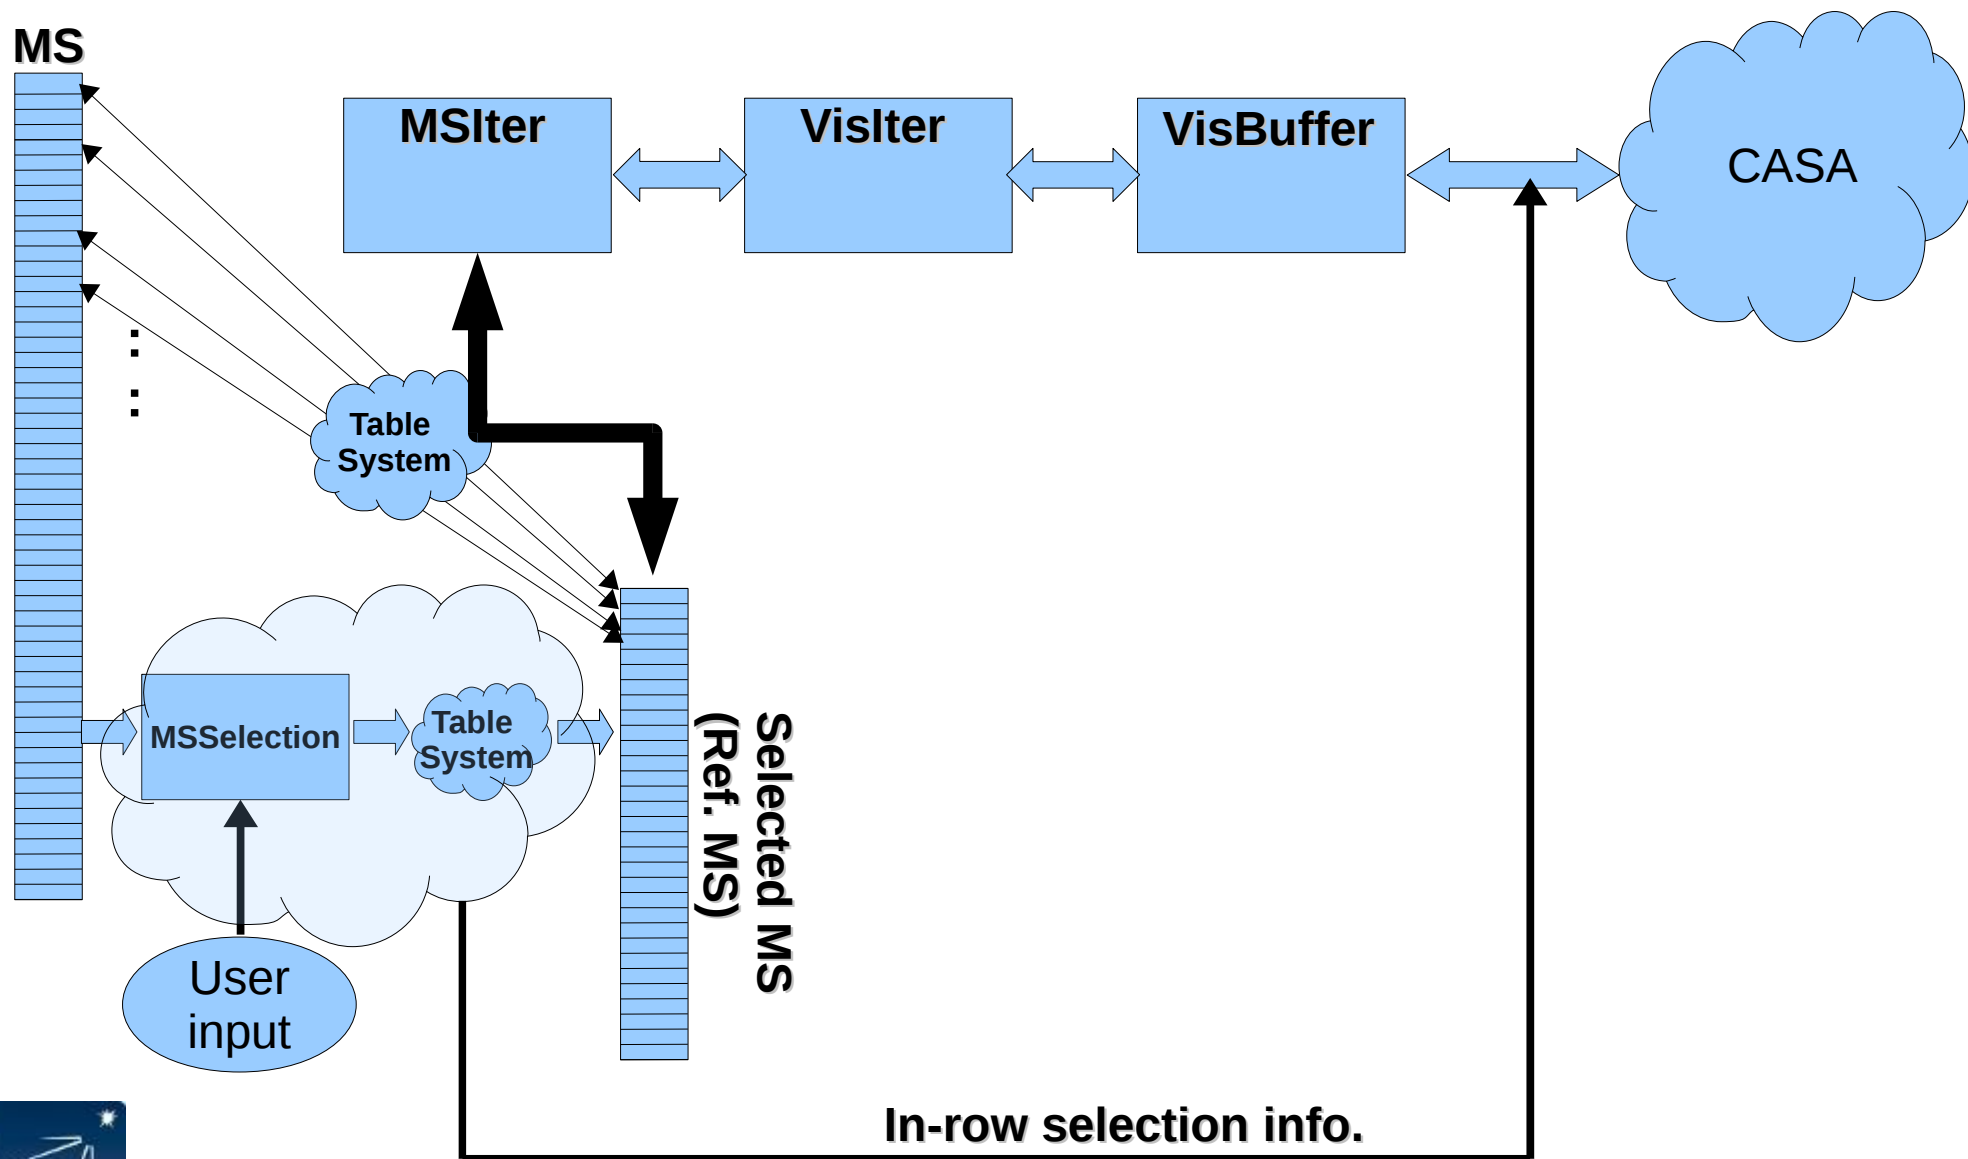 MS
MSIter
VisIter
VisBuffer
CASA
Table
System
MSSelection
Table
System
Selected MS
(Ref. MS)
User
input
In-row selection info.